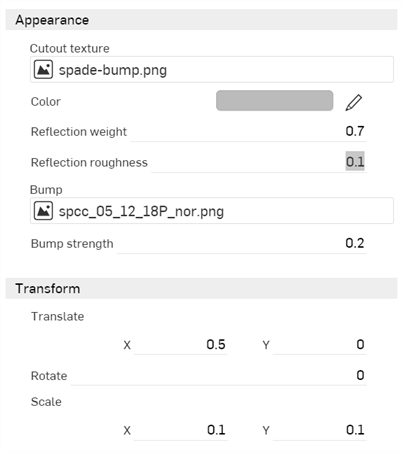 Appearance
Cutout texture
spade-bump.png
Color
Reflection weight 0.7
Reflection roughness 0.1
Bump
spcc_05_12_18P_nor.png
Bump strength 0.2
Transform
Translate
X 0.5 Y 0
Rotate 0
Scale
X 0.1 Y 0.1